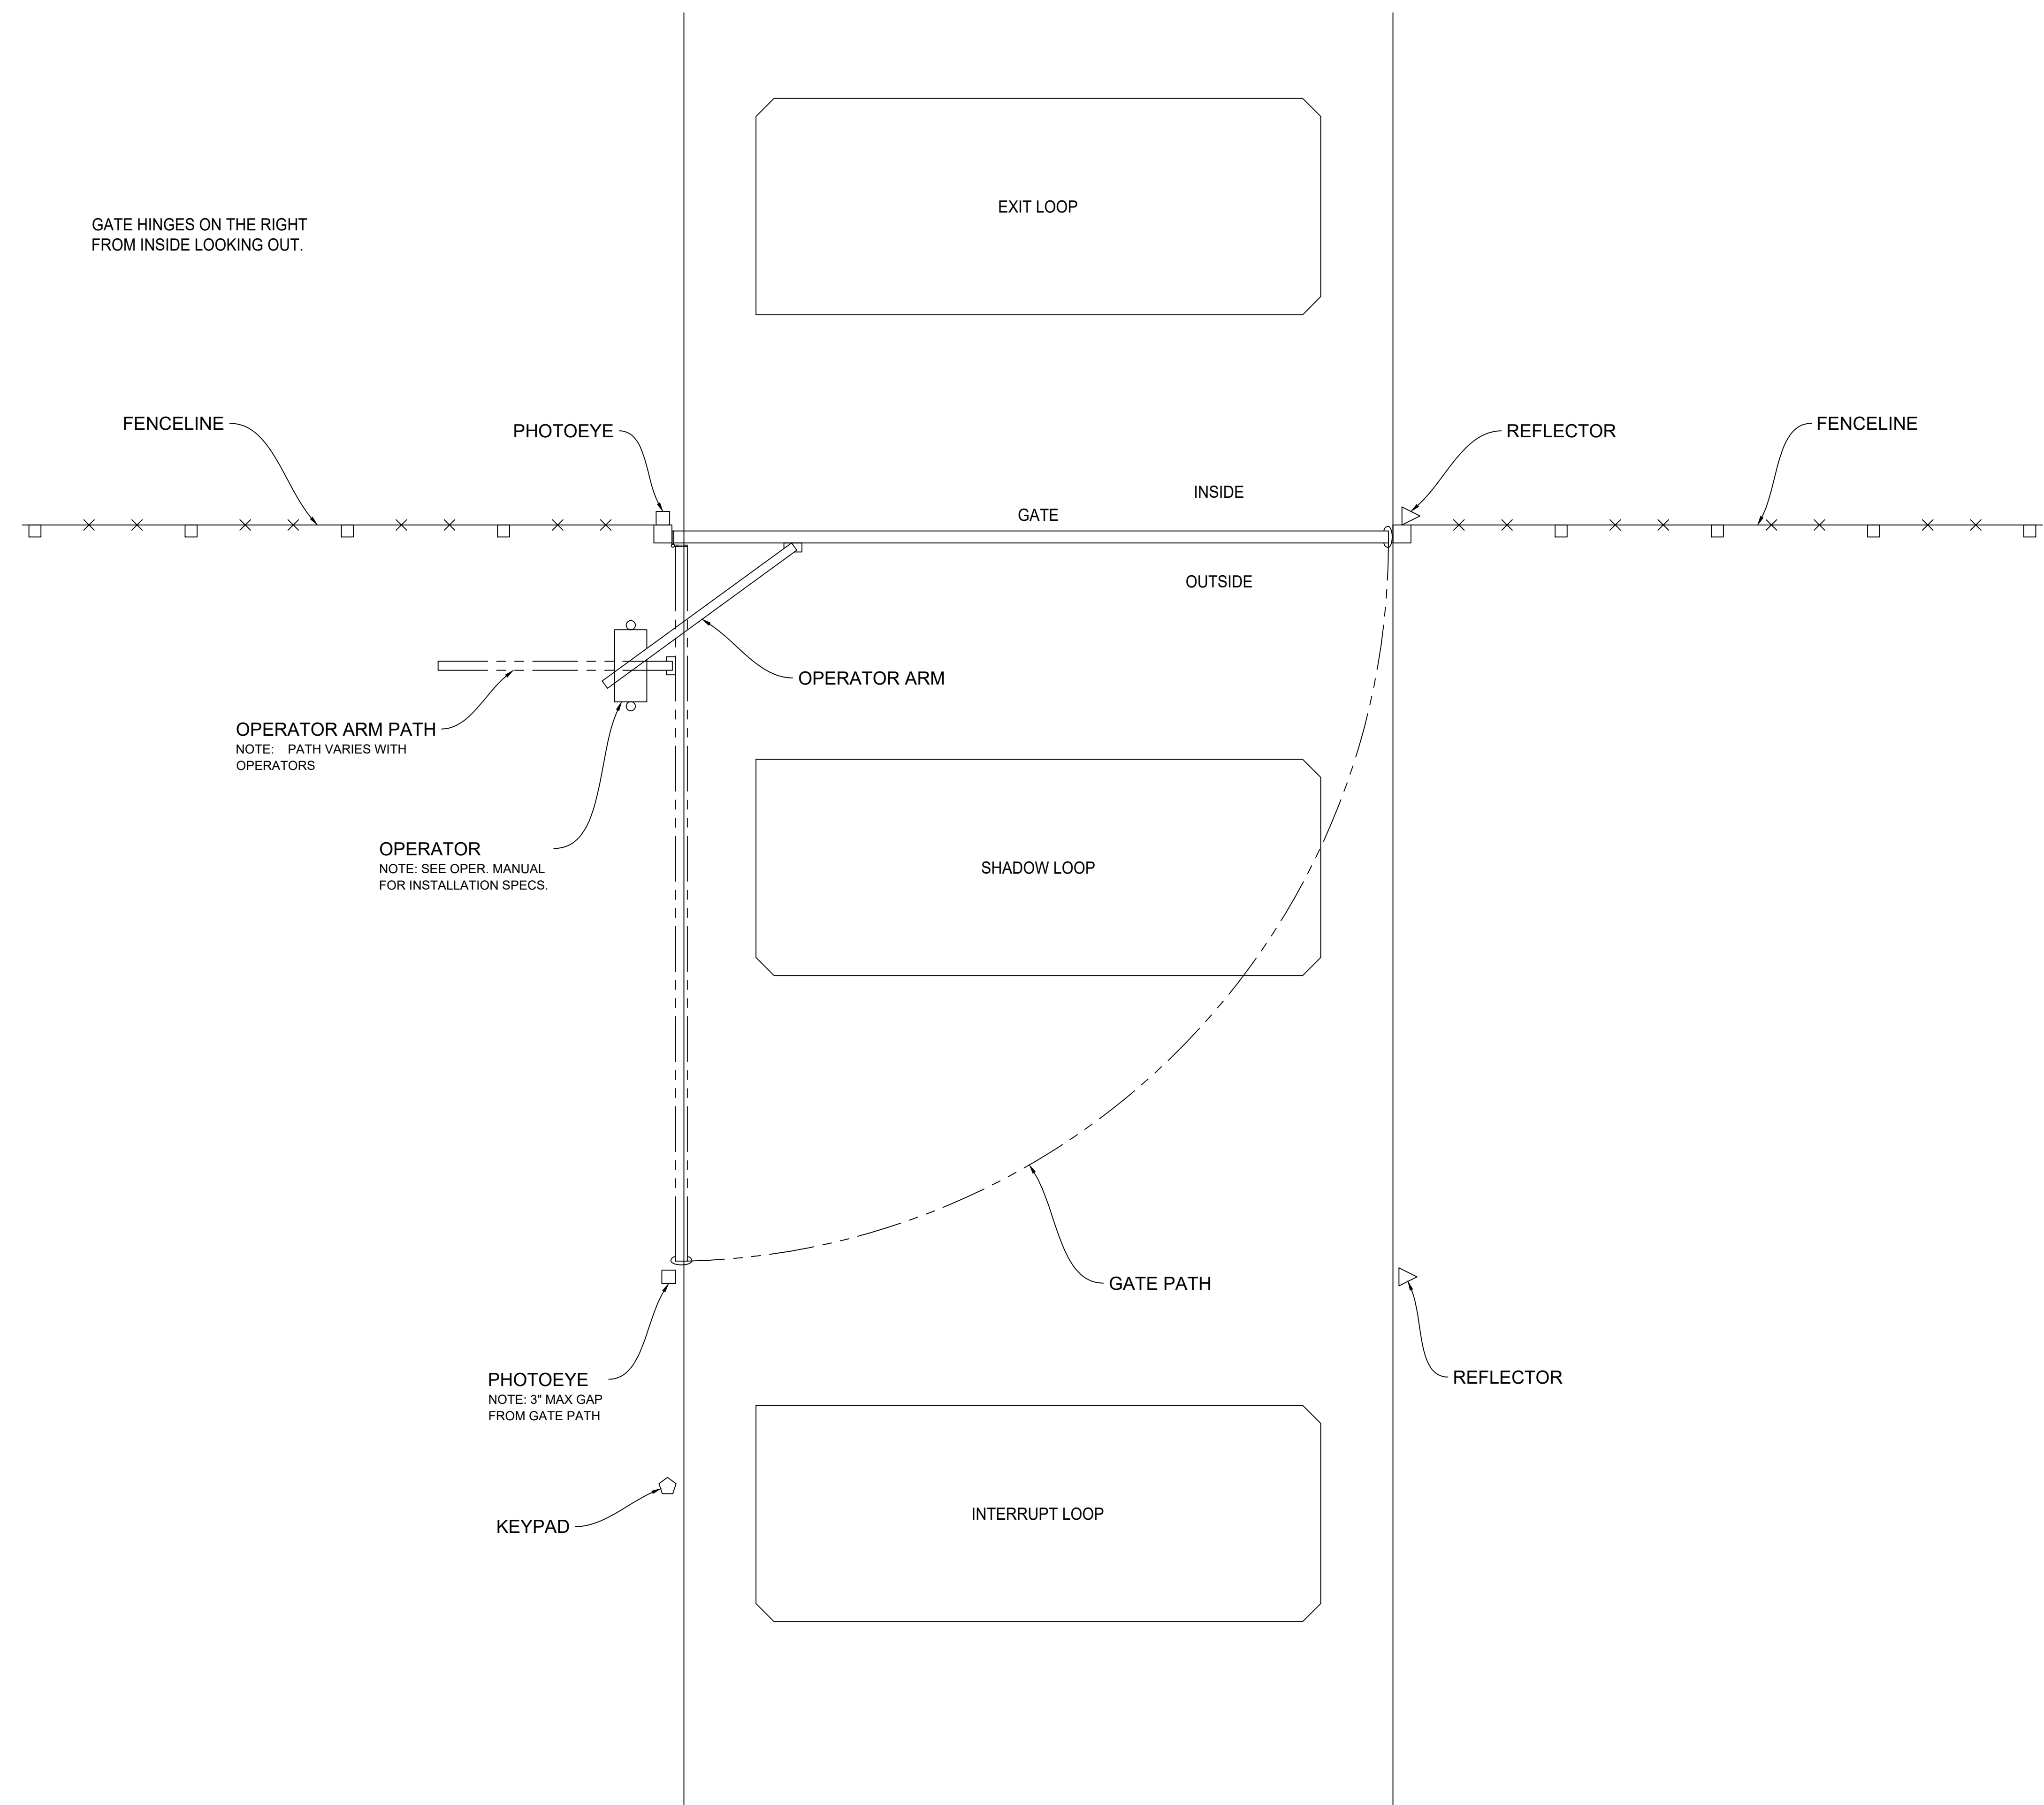 EXIT LOOP
GATE HINGES ON THE RIGHT
FROM INSIDE LOOKING OUT.
FENCELINE
PHOTOEYE
REFLECTOR
FENCELINE
INSIDE
GATE
OUTSIDE
OPERATOR ARM
OPERATOR ARM PATH
NOTE: PATH VARIES WITH
OPERATORS
OPERATOR
NOTE: SEE OPER. MANUAL
FOR INSTALLATION SPECS.
SHADOW LOOP
GATE PATH
PHOTOEYE
NOTE: 3" MAX GAP
FROM GATE PATH
REFLECTOR
KEYPAD
INTERRUPT LOOP